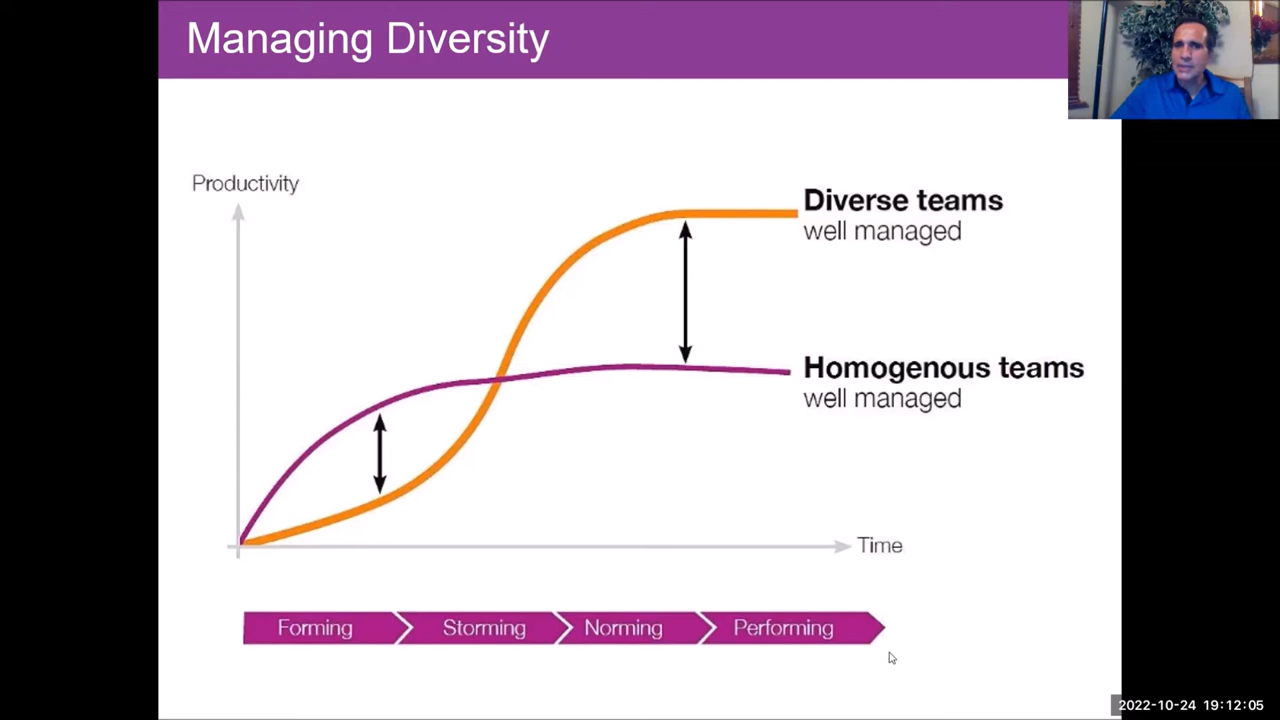 Managing Diversity
Productivity
Diverse teams
well managed
Homogenous teams
well managed
Time
Forming Storming Norming Performing
2022-10-24 19:12:05